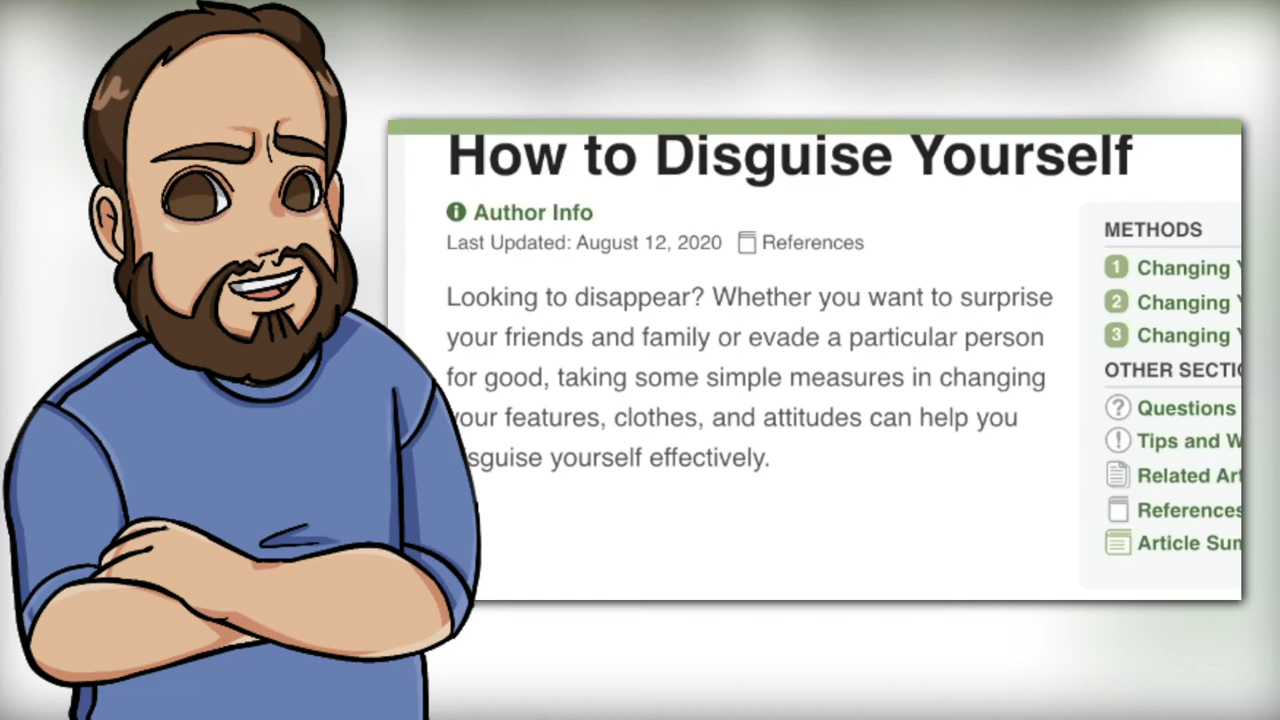 How to Disguise Yourself
Author Info
Last Updated: August 12, 2020 References
Looking to disappear? Whether you want to surprise
your friends and family or evade a particular person
for good, taking some simple measures in changing
your features, clothes, and attitudes can help you
sguise yourself effectively.
METHODS
1 Changing Y
2 Changing Y
3 Changing Y
OTHER SECTIO
Questions
Tips and W
Related Art
References
Article Sum